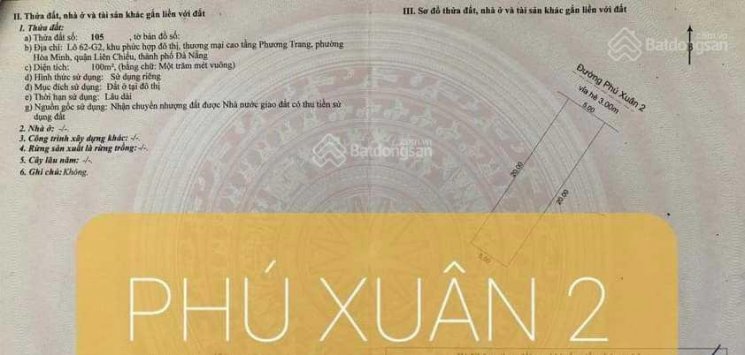 II. Thửa đất, nhà ở và tài sản khác gắn liền với đất
1. Thửa đất:
a) Thửa đất số: 105 , tờ bản đồ số:
b) Địa chỉ: Lô 62-G2, khu phức hợp đô thị, thương mại cao tầng Phương Trang, phường
Hòa Minh, quận Liên Chiểu, thành phố Đà Nẵng
c) Diện tích: 100m², (bằng chữ: Một trăm mét vuông)
d) Hình thức sử dụng: Sử dụng riêng
đ) Mục đích sử dụng: Đất ở tại đô thị
e) Thời hạn sử dụng: Lâu dài
g) Nguồn gốc sử dụng: Nhận chuyển nhượng đất được Nhà nước giao đất có thu tiền sử
dụng đất
2. Nhà ở: -/-.
3. Công trình xây dựng khác: -/-.
4. Rừng sản xuất là rừng trồng: -/-.
5. Cây lâu năm: -/-.
6. Ghi chú: Không.
III. Sơ đồ thửa đất, nhà ở và tài sản khác gắn liền với đất
Batdongsan
.com.vn
Đường Phú Xuân 2
vỉa hè 3.00m
5.00
20.00
20.00
5.00
Batdongsan
.com.vn
PHÚ XUÂN 2